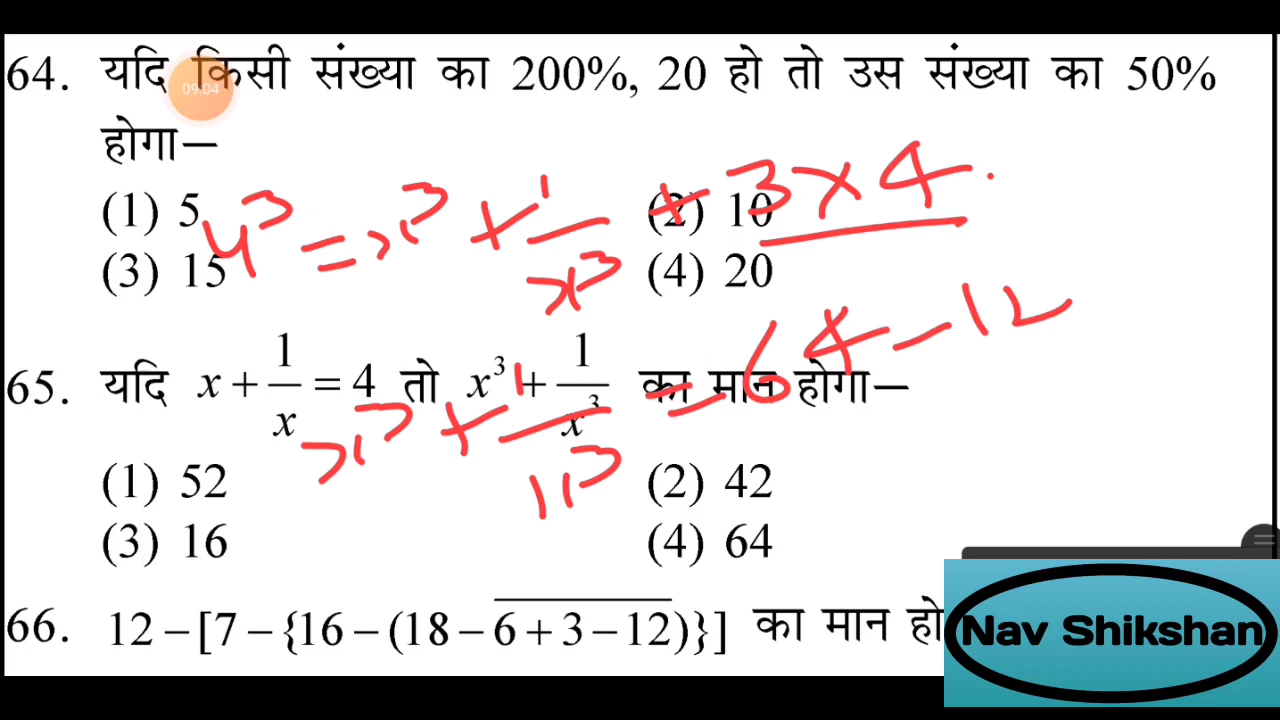 64. यदि किसी संख्या का 200%, 20 हो तो उस संख्या का 50%
09:04
होगा—
(1) 5 (2) 10
(3) 15 (4) 20
4³ = x³ + 1/x³ + 3 x 4
65. यदि x + 1/x = 4 तो x³ + 1/x³ का मान होगा—
x³ + 1/x³ = 64 - 12
(1) 52 (2) 42
(3) 16 (4) 64
66. 12 – [7 – {16 – (18 – 6 + 3 – 12)}] का मान हो
Nav Shikshan